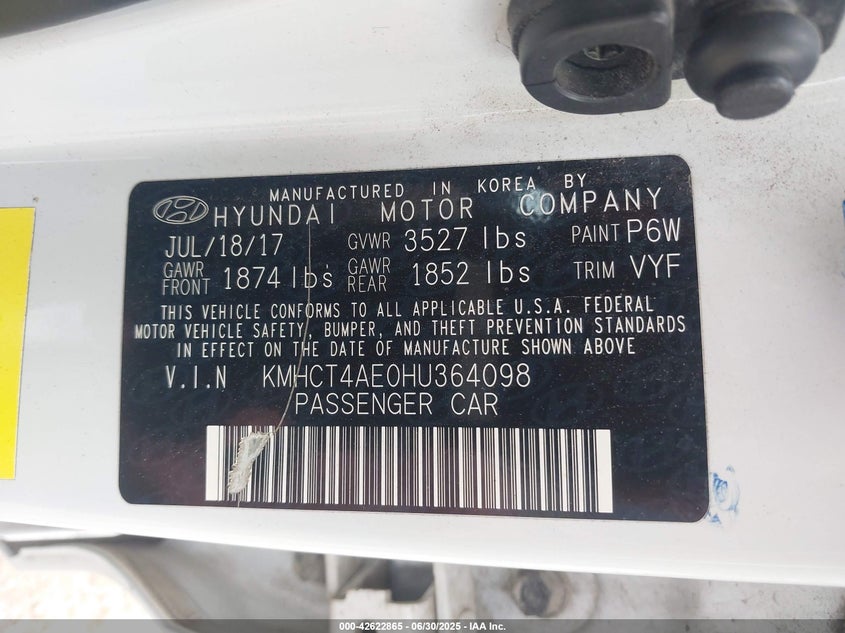 MANUFACTURED IN KOREA BY
HYUNDAI MOTOR COMPANY
JUL/18/17 GVWR 3527 lbs PAINT P6W
GAWR FRONT 1874 lbs GAWR REAR 1852 lbs TRIM VYF
THIS VEHICLE CONFORMS TO ALL APPLICABLE U.S.A. FEDERAL
MOTOR VEHICLE SAFETY, BUMPER, AND THEFT PREVENTION STANDARDS
IN EFFECT ON THE DATE OF MANUFACTURE SHOWN ABOVE
V.I.N KMHCT4AE0HU364098
PASSENGER CAR
000-42622865 - 06/30/2025 - IAA Inc.